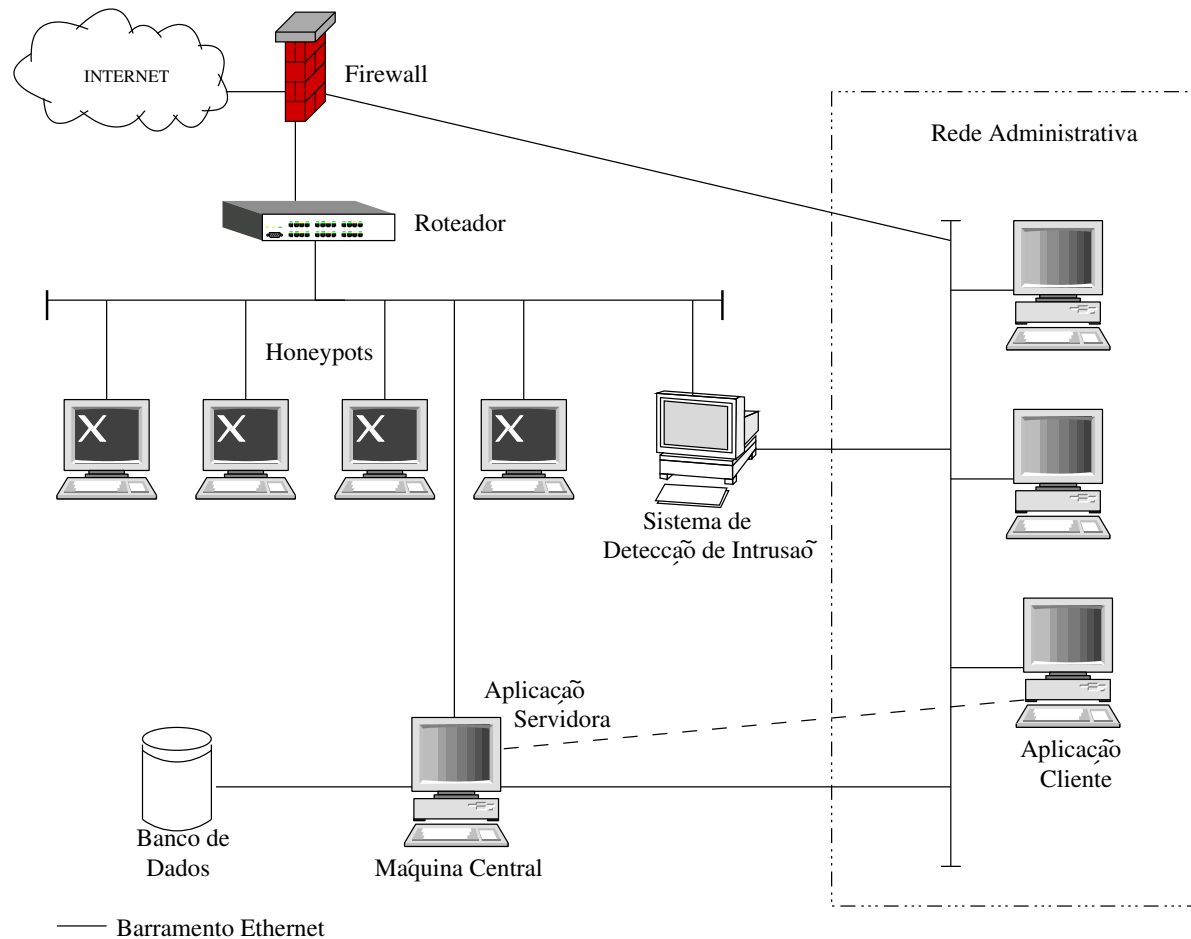 INTERNET
Firewall
Rede Administrativa
Roteador
Honeypots
Sistema de
Detecção de Intrusão
Aplicação
Servidora
Aplicação
Cliente
Banco de
Dados
Máquina Central
Barramento Ethernet